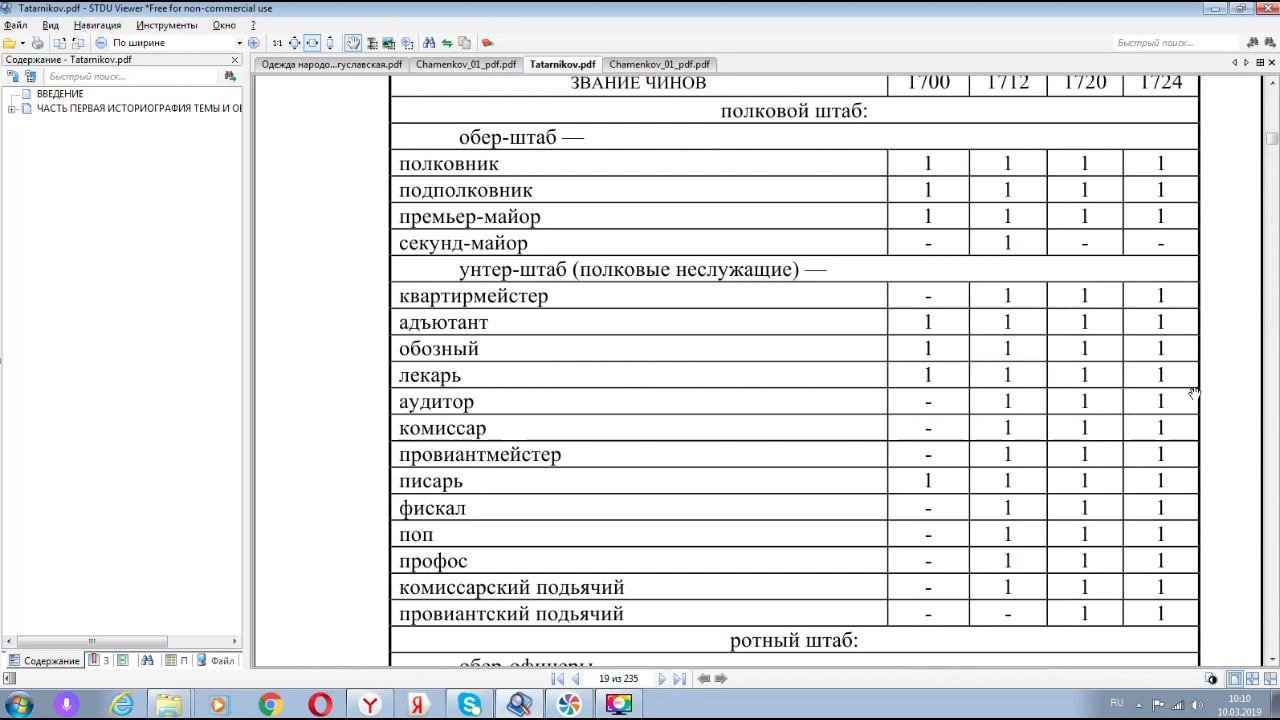 Tatarnikov.pdf - STDU Viewer *Free for non-commercial use
Файл Вид Навигация Инструменты Окно ?
По ширине 1:1 Быстрый поиск...
Содержание - Tatarnikov.pdf
Одежда народо...гуславская.pdf Chamenkov_01_pdf.pdf Tatarnikov.pdf Chamenkov_01_pdf.pdf
Быстрый поиск...
ВВЕДЕНИЕ
ЧАСТЬ ПЕРВАЯ ИСТОРИОГРАФИЯ ТЕМЫ И ОБ
ЗВАНИЕ ЧИНОВ 1700 1712 1720 1724
полковой штаб:
обер-штаб —
полковник 1 1 1 1
подполковник 1 1 1 1
премьер-майор 1 1 1 1
секунд-майор - 1 - -
унтер-штаб (полковые неслужащие) —
квартирмейстер - 1 1 1
адъютант 1 1 1 1
обозный 1 1 1 1
лекарь 1 1 1 1
аудитор - 1 1 1
комиссар - 1 1 1
провиантмейстер - 1 1 1
писарь 1 1 1 1
фискал - 1 1 1
поп - 1 1 1
профос - 1 1 1
комиссарский подьячий - 1 1 1
провиантский подьячий - - 1 1
ротный штаб:
обер-офицеры
Содержание З П Файл
19 из 235
RU
10:10
10.03.2019